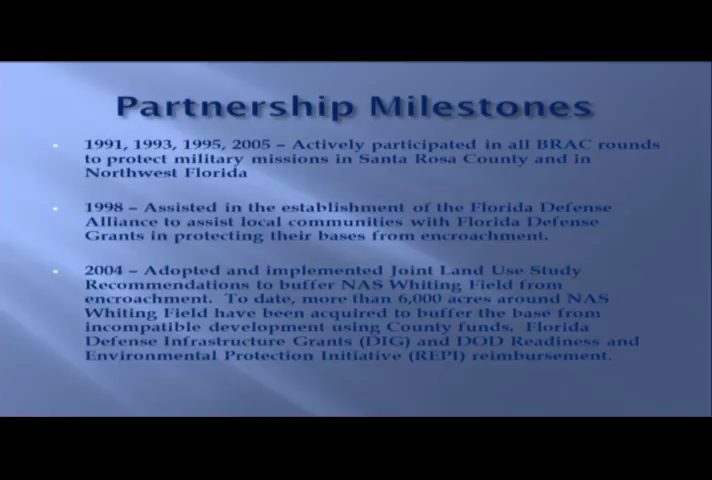 Partnership Milestones
1991, 1993, 1995, 2005 – Actively participated in all BRAC rounds
to protect military missions in Santa Rosa County and in
Northwest Florida
1998 – Assisted in the establishment of the Florida Defense
Alliance to assist local communities with Florida Defense
Grants in protecting their bases from encroachment.
2004 – Adopted and implemented Joint Land Use Study
Recommendations to buffer NAS Whiting Field from
encroachment. To date, more than 6,000 acres around NAS
Whiting Field have been acquired to buffer the base from
incompatible development using County funds. Florida
Defense Infrastructure Grants (DIG) and DOD Readiness and
Environmental Protection Initiative (REPI) reimbursement.